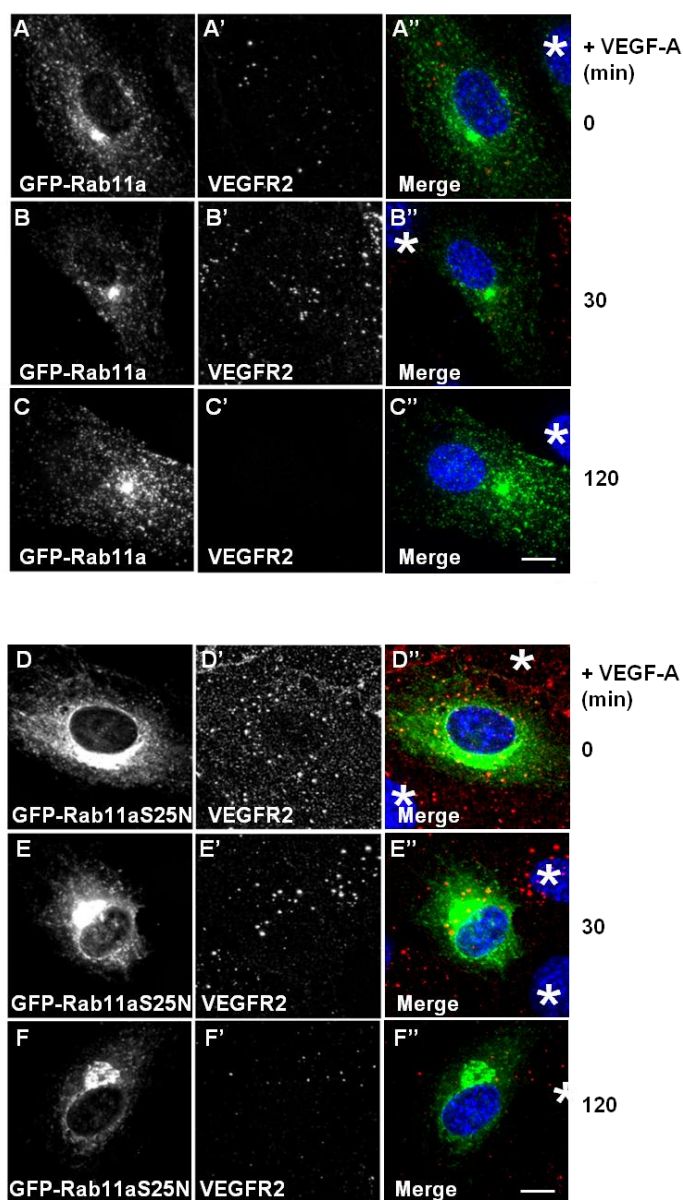 A A’ A”
+ VEGF-A
(min)
0
GFP-Rab11a VEGFR2 Merge
B B’ B”
*
30
GFP-Rab11a VEGFR2 Merge
C C’ C”
*
120
GFP-Rab11a VEGFR2 Merge
D D’ D”
*
+ VEGF-A
(min)
0
*
GFP-Rab11aS25N VEGFR2 Merge
E E’ E”
*
30
*
GFP-Rab11aS25N VEGFR2 Merge
F F’ F”
*
120
GFP-Rab11aS25N VEGFR2 Merge